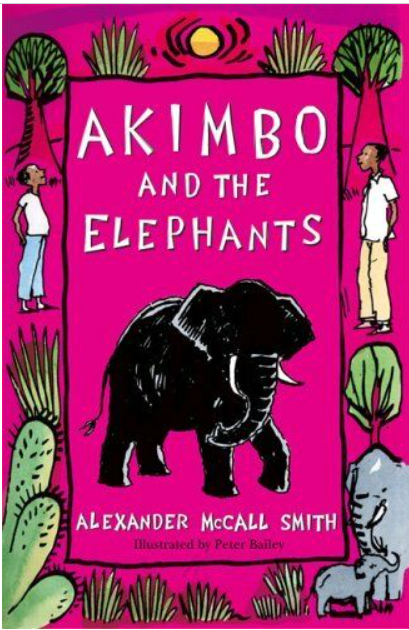 AKIMBO
AND THE
ELEPHANTS
ALEXANDER McCALL SMITH
Illustrated by Peter Bailey